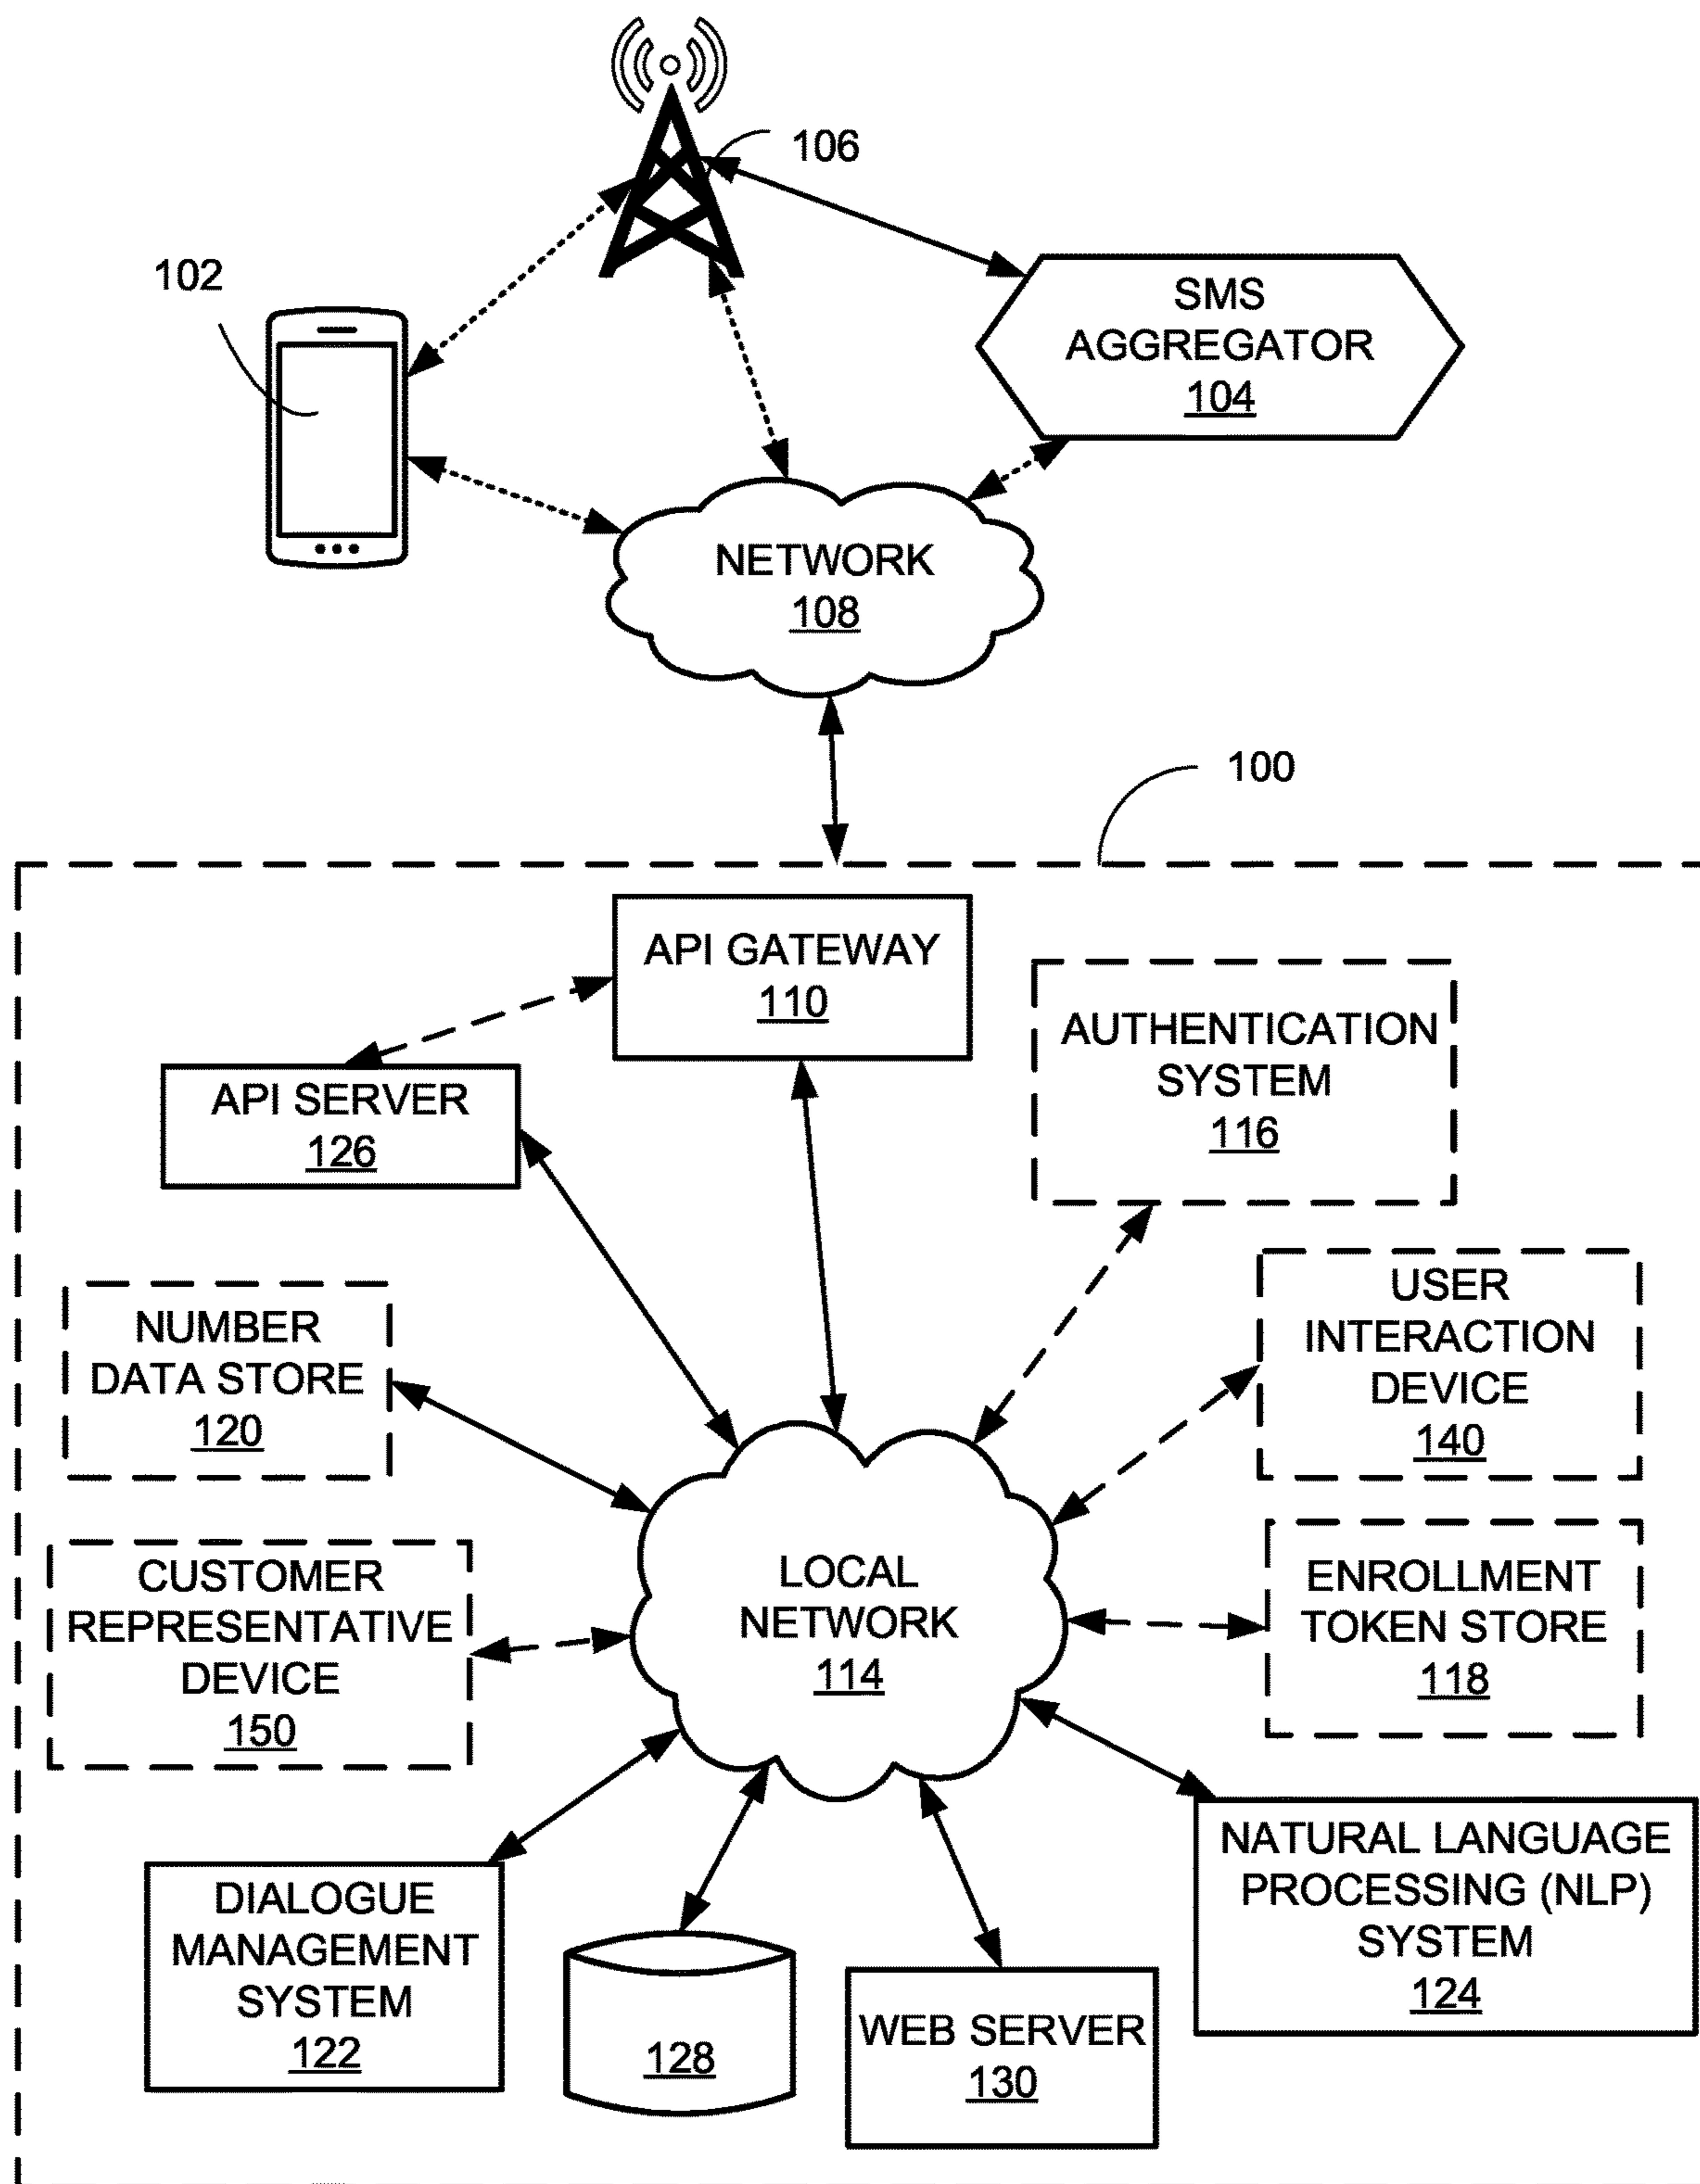 106
102
SMS
AGGREGATOR
104
NETWORK
108
100
API GATEWAY
110
AUTHENTICATION
SYSTEM
116
API SERVER
126
USER
INTERACTION
DEVICE
140
NUMBER
DATA STORE
120
ENROLLMENT
TOKEN STORE
118
CUSTOMER
REPRESENTATIVE
DEVICE
150
LOCAL
NETWORK
114
NATURAL LANGUAGE
PROCESSING (NLP)
SYSTEM
124
DIALOGUE
MANAGEMENT
SYSTEM
122
128
WEB SERVER
130